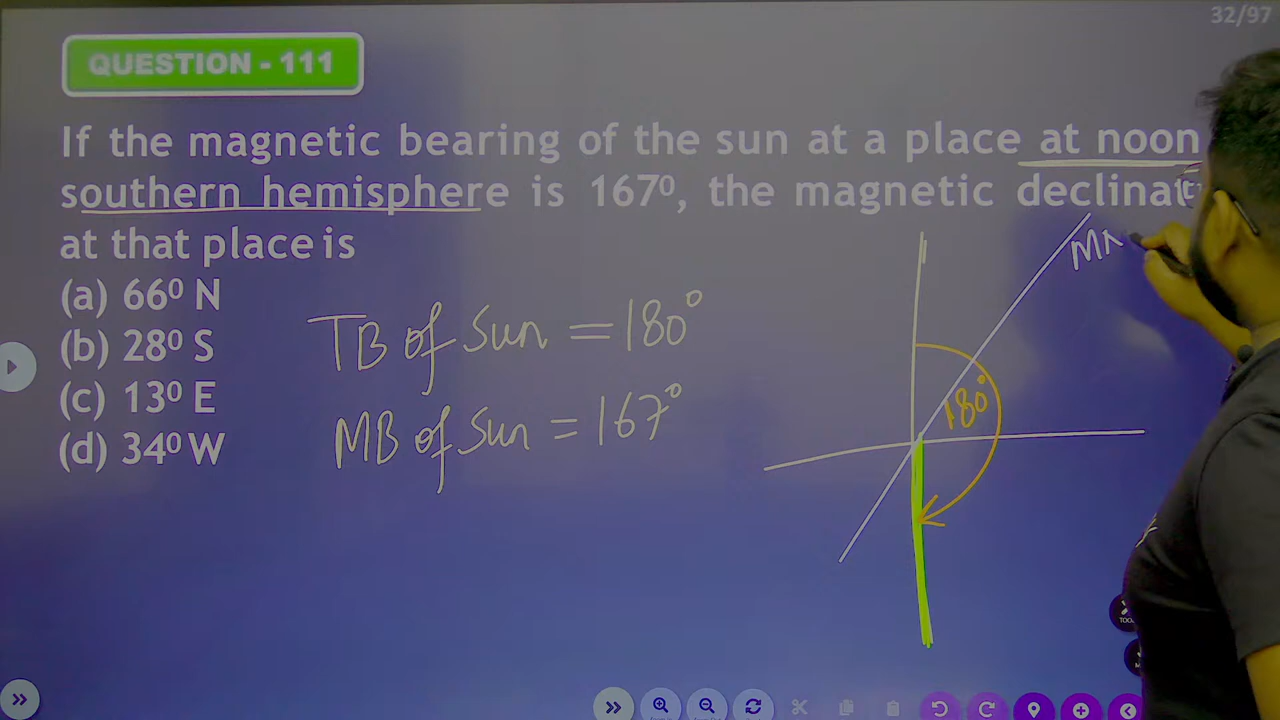 32/97
QUESTION - 111
If the magnetic bearing of the sun at a place at noon
southern hemisphere is 167⁰, the magnetic
at that place is
(a) 66⁰ N
(b) 28⁰ S
(c) 13⁰ E
(d) 34⁰ W
TB of Sun = 180°
MB of Sun = 167°
180°